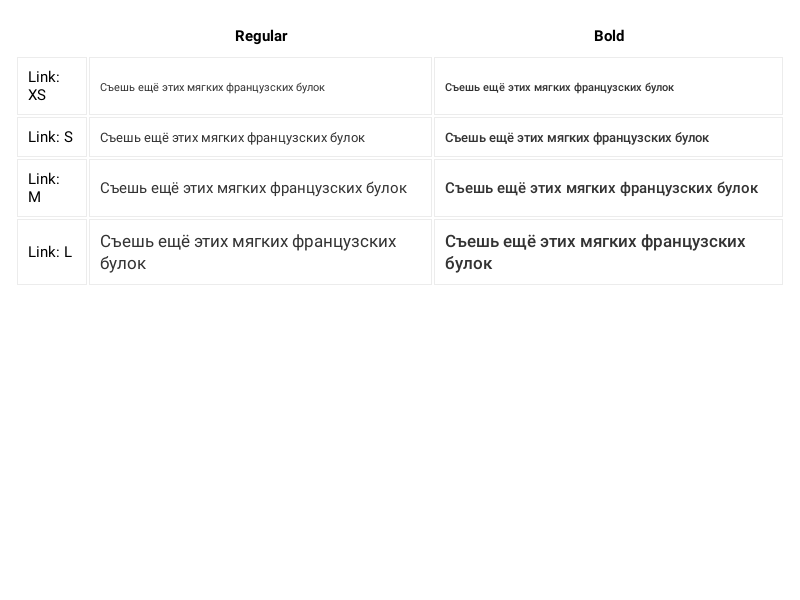 Regular Bold
Link:
XS
Съешь ещё этих мягких французских булок
Съешь ещё этих мягких французских булок
Link: S
Съешь ещё этих мягких французских булок
Съешь ещё этих мягких французских булок
Link:
M
Съешь ещё этих мягких французских булок
Съешь ещё этих мягких французских булок
Link: L
Съешь ещё этих мягких французских
булок
Съешь ещё этих мягких французских
булок